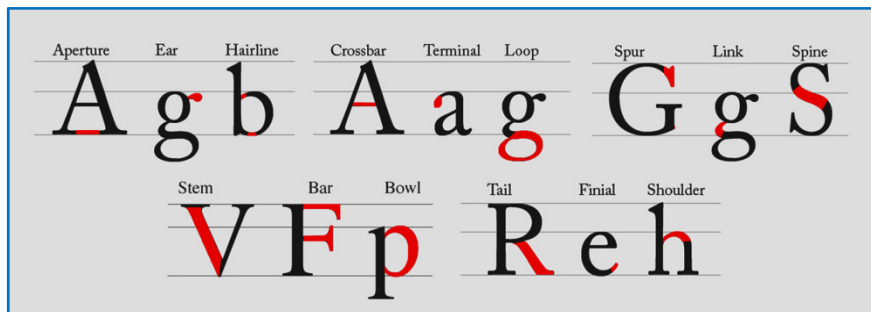 Aperture Ear Hairline Crossbar Terminal Loop Spur Link Spine
A g b A a g G g S
Stem Bar Bowl Tail Finial Shoulder
V F p R e h